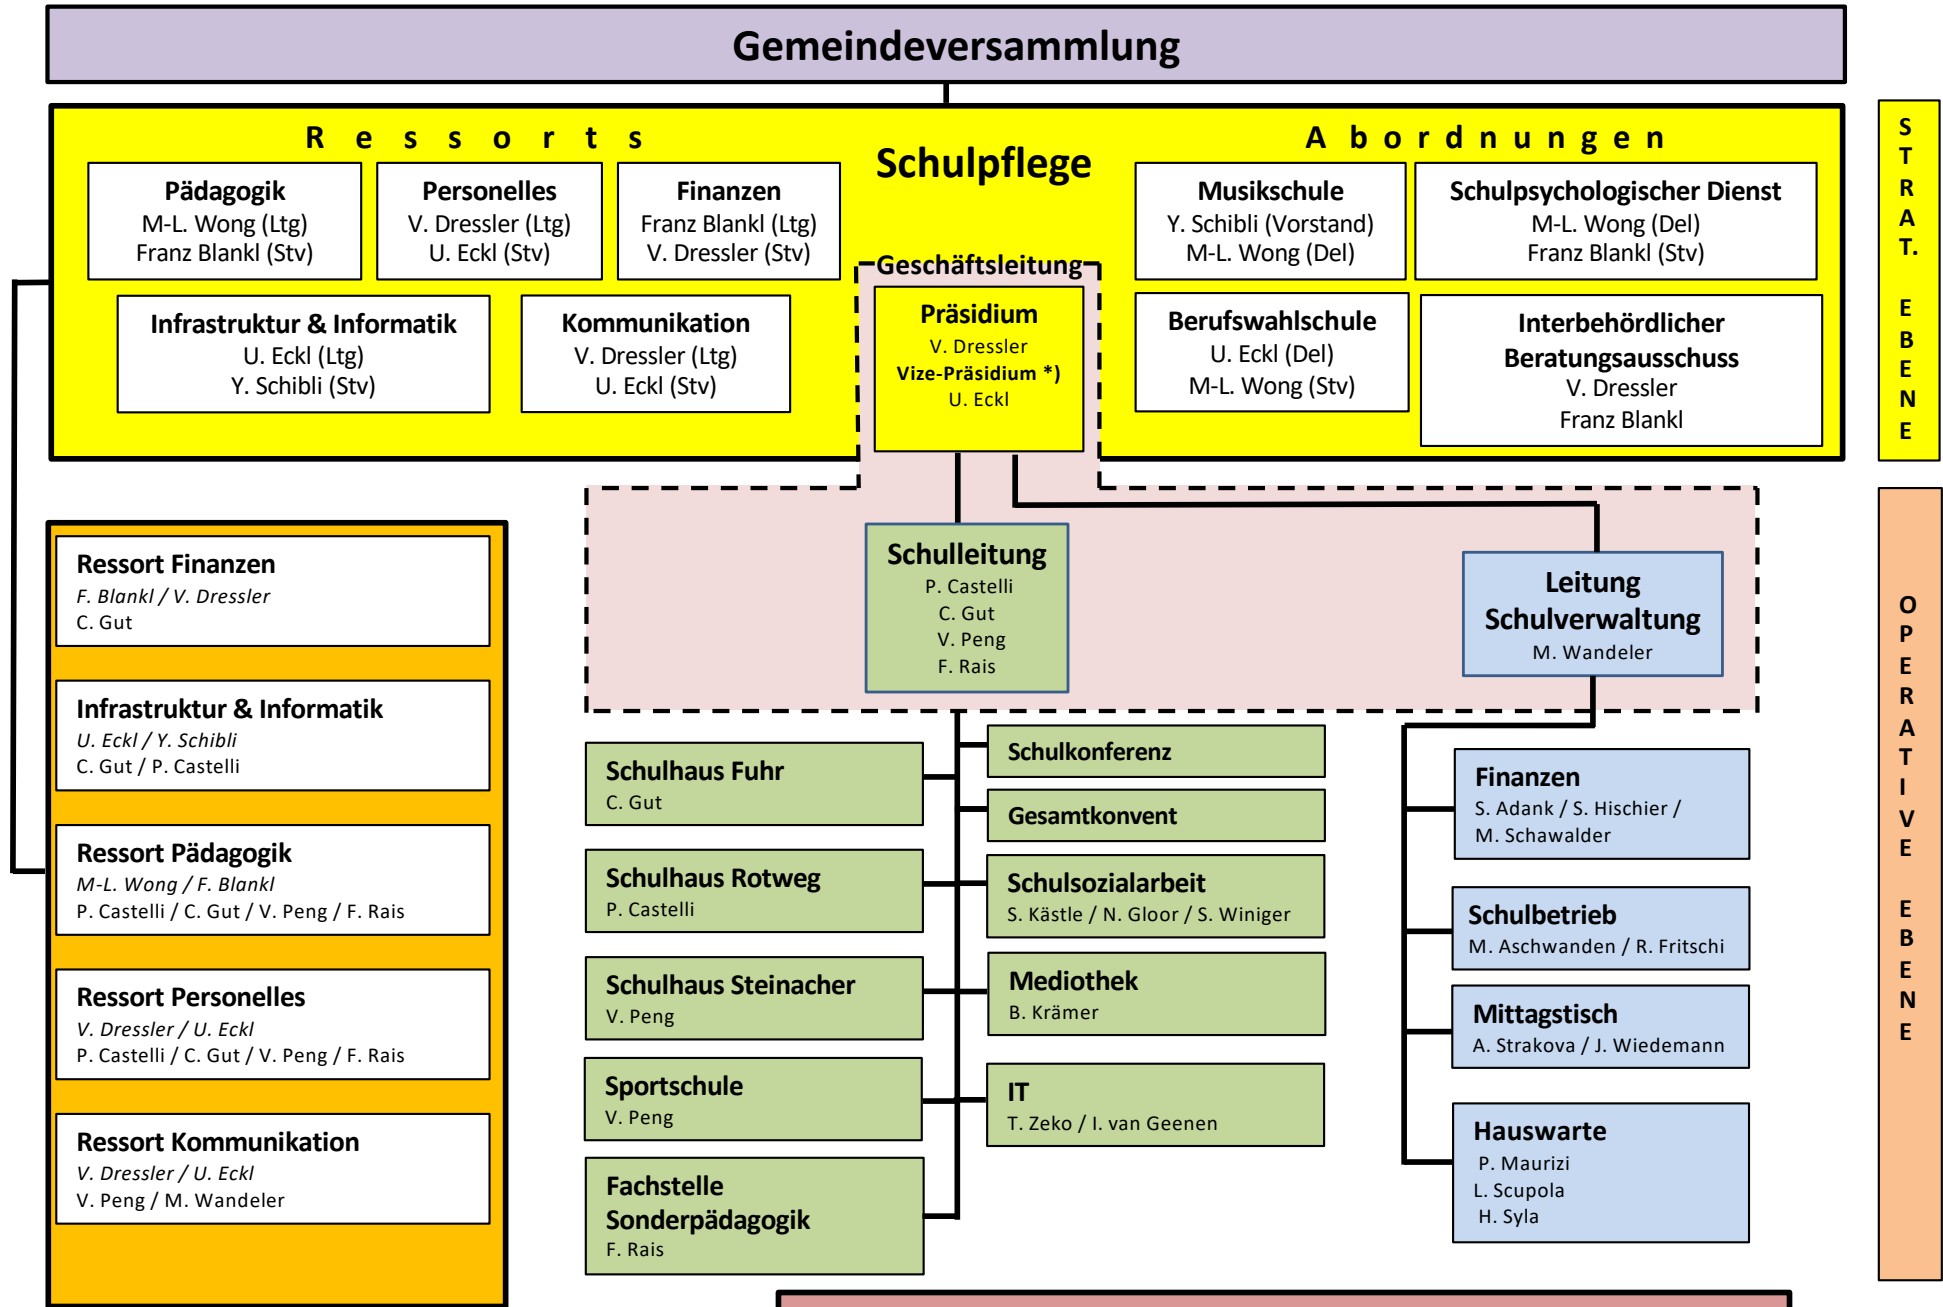 Gemeindeversammlung
Ressorts
Schulpflege
Abordnungen
Pädagogik
M-L. Wong (Ltg)
Franz Blankl (Stv)
Personelles
V. Dressler (Ltg)
U. Eckl (Stv)
Finanzen
Franz Blankl (Ltg)
V. Dressler (Stv)
Infrastruktur & Informatik
U. Eckl (Ltg)
Y. Schibli (Stv)
Kommunikation
V. Dressler (Ltg)
U. Eckl (Stv)
Geschäftsleitung
Präsidium
V. Dressler
Vize-Präsidium *)
U. Eckl
Musikschule
Y. Schibli (Vorstand)
M-L. Wong (Del)
Schulpsychologischer Dienst
M-L. Wong (Del)
Franz Blankl (Stv)
Berufswahlschule
U. Eckl (Del)
M-L. Wong (Stv)
Interbehördlicher
Beratungsausschuss
V. Dressler
Franz Blankl
STRAT. EBENE
Ressort Finanzen
F. Blankl / V. Dressler
C. Gut
Infrastruktur & Informatik
U. Eckl / Y. Schibli
C. Gut / P. Castelli
Ressort Pädagogik
M-L. Wong / F. Blankl
P. Castelli / C. Gut / V. Peng / F. Rais
Ressort Personelles
V. Dressler / U. Eckl
P. Castelli / C. Gut / V. Peng / F. Rais
Ressort Kommunikation
V. Dressler / U. Eckl
V. Peng / M. Wandeler
Schulleitung
P. Castelli
C. Gut
V. Peng
F. Rais
Leitung
Schulverwaltung
M. Wandeler
Schulhaus Fuhr
C. Gut
Schulhaus Rotweg
P. Castelli
Schulhaus Steinacher
V. Peng
Sportschule
V. Peng
Fachstelle
Sonderpädagogik
F. Rais
Schulkonferenz
Gesamtkonvent
Schulsozialarbeit
S. Kästle / N. Gloor / S. Winiger
Mediothek
B. Krämer
IT
T. Zeko / I. van Geenen
Finanzen
S. Adank / S. Hischier /
M. Schawalder
Schulbetrieb
M. Aschwanden / R. Fritschi
Mittagstisch
A. Strakova / J. Wiedemann
Hauswarte
P. Maurizi
L. Scupola
H. Syla
OPERATIVE EBENE